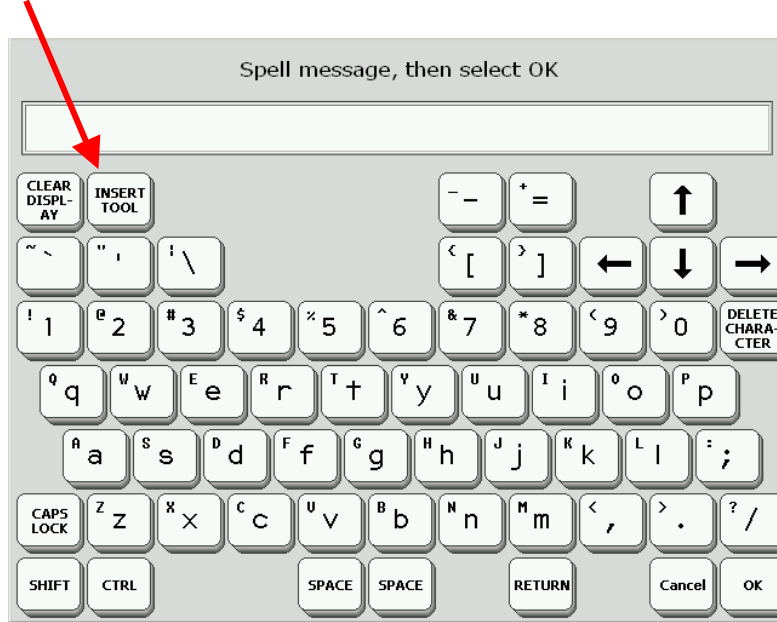 Spell message, then select OK
CLEAR DISPL-AY INSERT TOOL _ - + = ↑
~ ` " ' ¦ \ { [ } ] ← ↓ →
! 1 @ 2 # 3 $ 4 % 5 ^ 6 & 7 * 8 ( 9 ) 0 DELETE CHARA-CTER
Q q W w E e R r T t Y y U u I i O o P p
A a S s D d F f G g H h J j K k L l : ;
CAPS LOCK Z z X x C c V v B b N n M m < , > . ? /
SHIFT CTRL SPACE SPACE RETURN Cancel OK